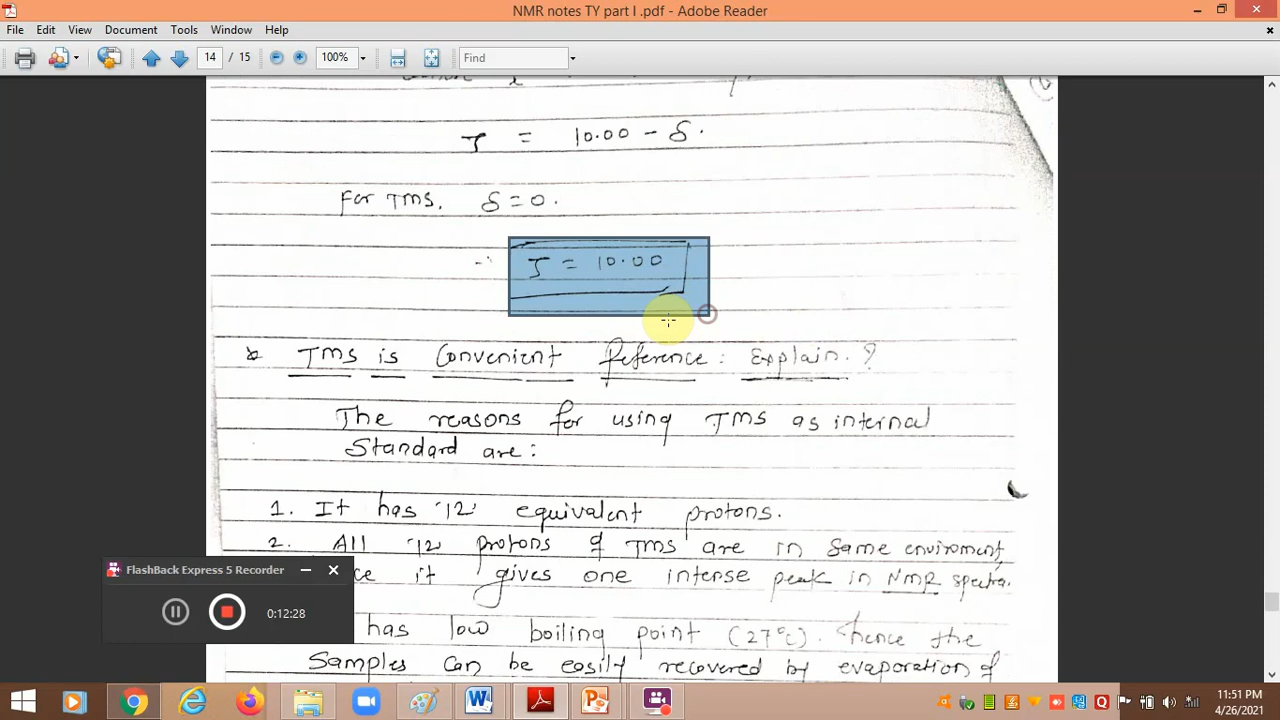 NMR notes TY part I .pdf - Adobe Reader
File Edit View Document Tools Window Help
14 / 15 100% Find
τ = 10.00 - δ.
For TMS, δ = 0.
∴ τ = 10.00
* TMS is Convenient Reference: Explain.?
The reasons for using TMS as internal
Standard are:
1. It has '12' equivalent protons.
2. All '12 protons of TMS are in Same enviroment,
it gives one intense peak in NMR spectra.
has low boiling point (27°c). hence the
Samples can be easily recovered by evaporation of
FlashBack Express 5 Recorder
0:12:28
11:51 PM
4/26/2021